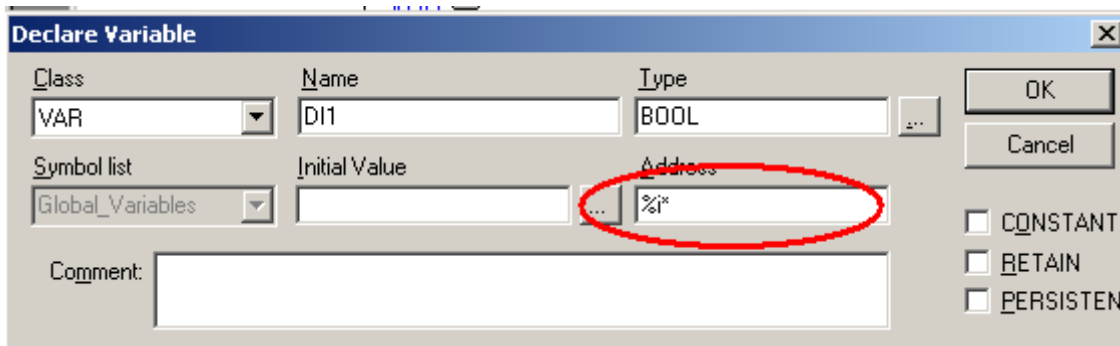 Declare Variable
Class Name Type
VAR DI1 BOOL ... OK
Cancel
Symbol list Initial Value Address
Global_Variables ... %i*
CONSTANT
Comment: RETAIN
PERSISTEN